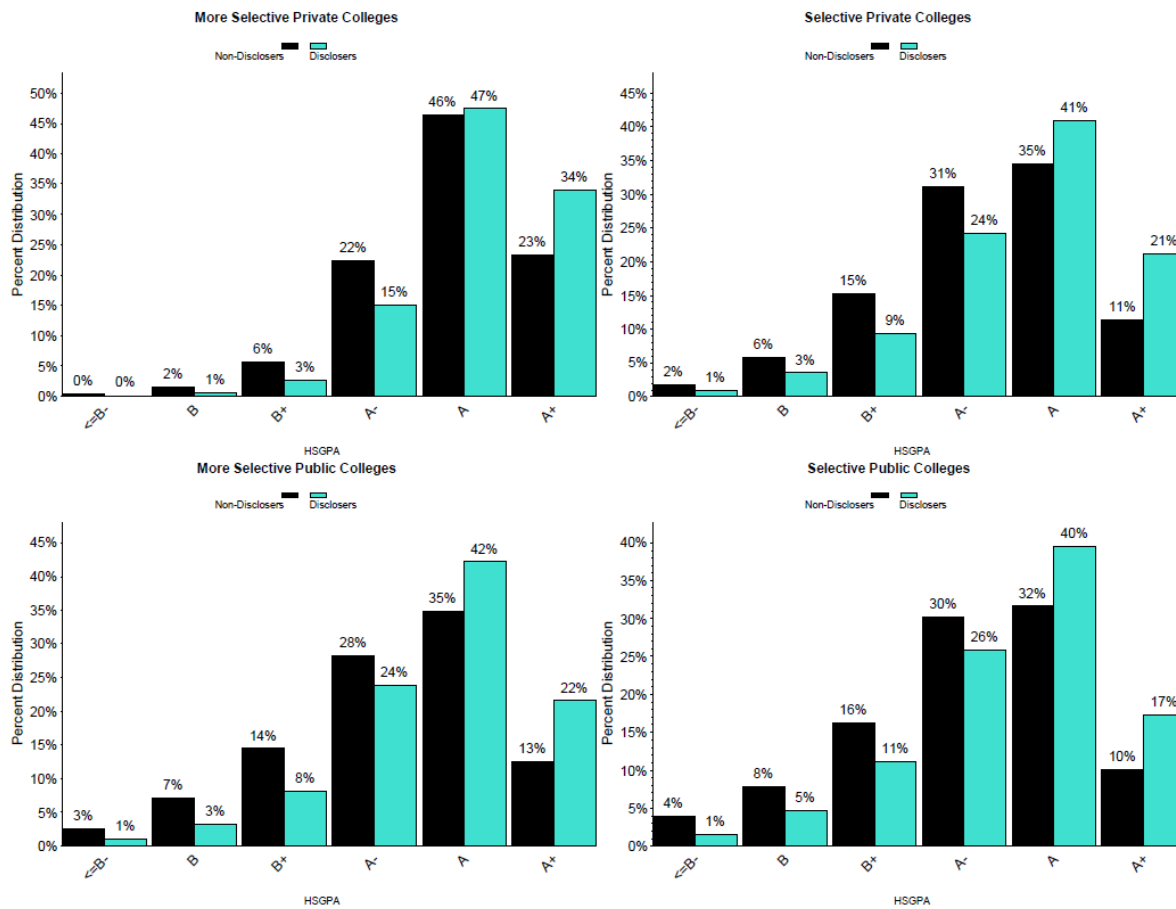 More Selective Private Colleges
Non-Disclosers Disclosers
Percent Distribution
50%
45%
40%
35%
30%
25%
20%
15%
10%
5%
0%
0% 0% 2% 1% 6% 3% 22% 15% 46% 47% 23% 34%
<=B- B B+ A- A A+
HSGPA
Selective Private Colleges
Non-Disclosers Disclosers
Percent Distribution
45%
40%
35%
30%
25%
20%
15%
10%
5%
0%
2% 1% 6% 3% 15% 9% 31% 24% 35% 41% 11% 21%
<=B- B B+ A- A A+
HSGPA
More Selective Public Colleges
Non-Disclosers Disclosers
Percent Distribution
45%
40%
35%
30%
25%
20%
15%
10%
5%
0%
3% 1% 7% 3% 14% 8% 28% 24% 35% 42% 13% 22%
<=B- B B+ A- A A+
HSGPA
Selective Public Colleges
Non-Disclosers Disclosers
Percent Distribution
40%
35%
30%
25%
20%
15%
10%
5%
0%
4% 1% 8% 5% 16% 11% 30% 26% 32% 40% 10% 17%
<=B- B B+ A- A A+
HSGPA